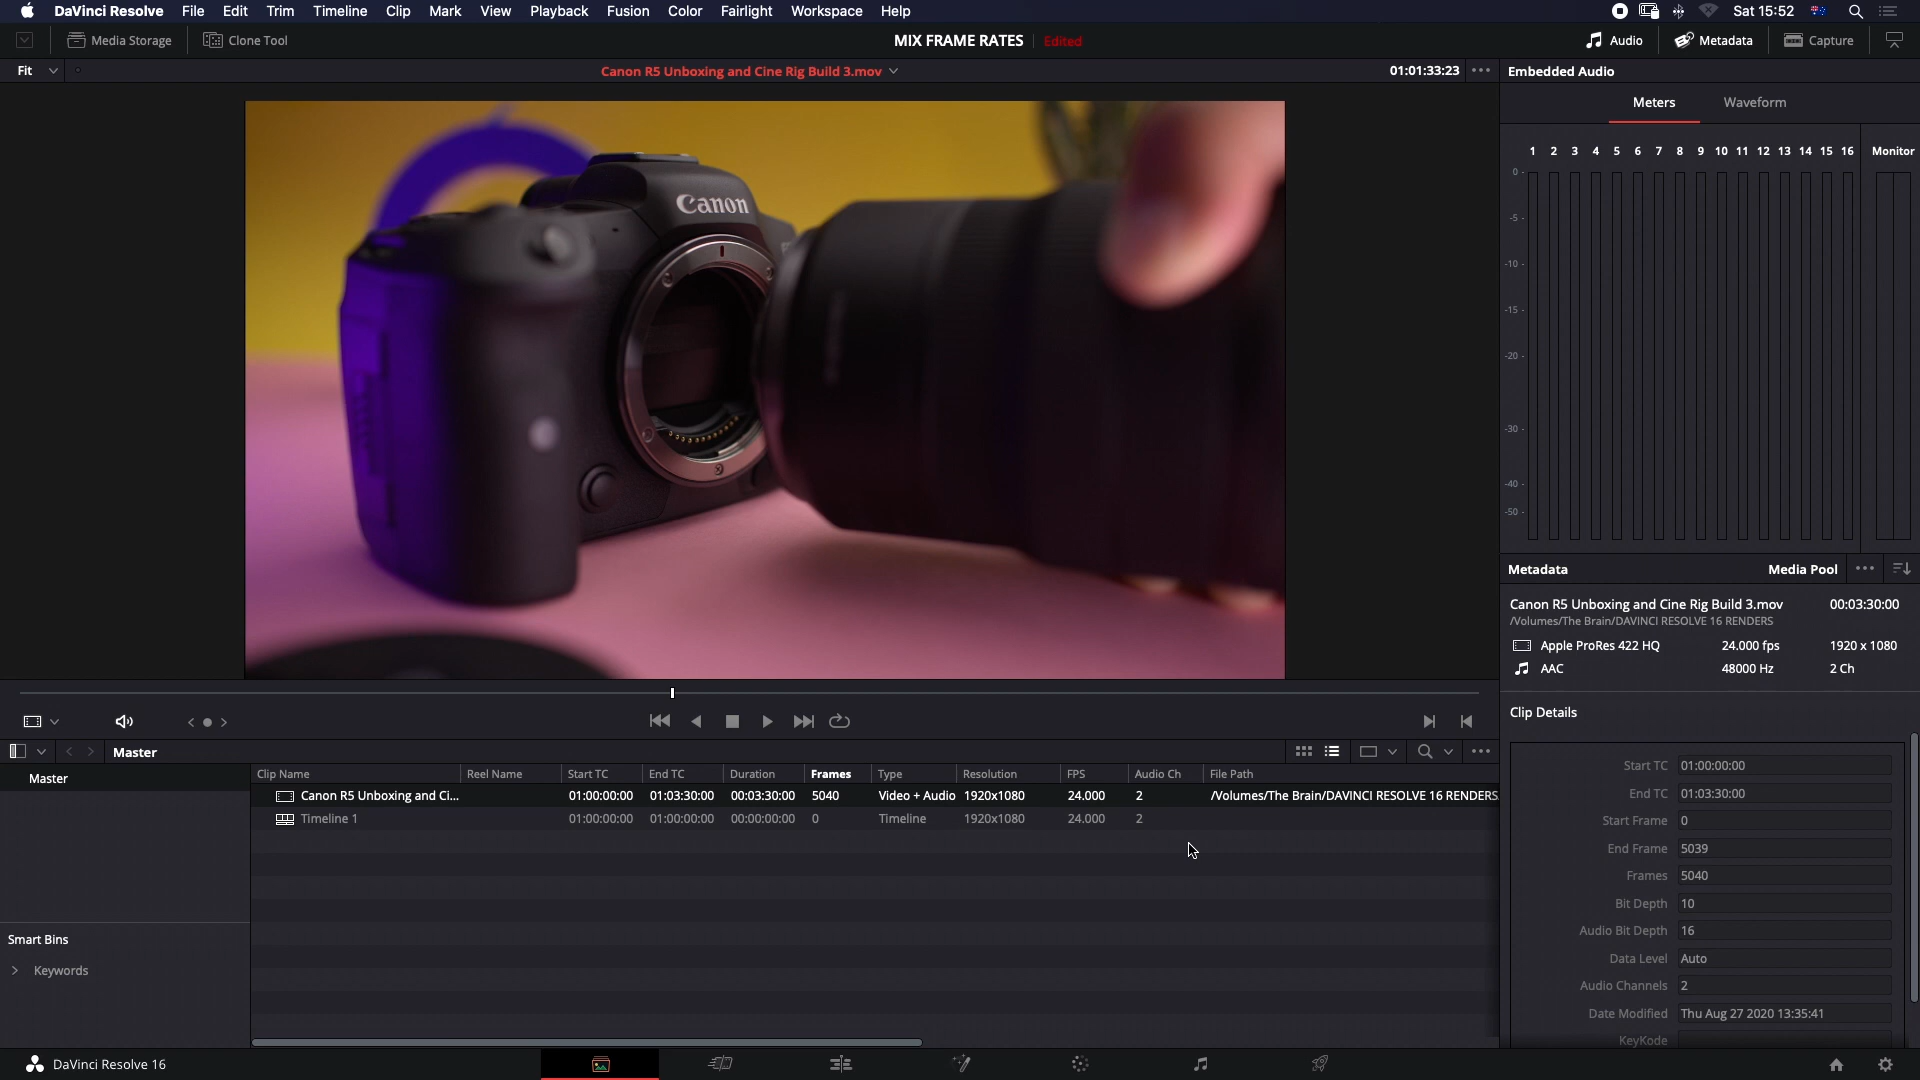 DaVinci Resolve File Edit Trim Timeline Clip Mark View Playback Fusion Color Fairlight Workspace Help Sat 15:52
Media Storage Clone Tool MIX FRAME RATES Edited Audio Metadata Capture
Fit Canon R5 Unboxing and Cine Rig Build 3.mov 01:01:33:23 Embedded Audio
Meters Waveform
1 2 3 4 5 6 7 8 9 10 11 12 13 14 15 16 Monitor
0
-5
-10
-15
-20
-30
-40
-50
Canon
Metadata Media Pool
Canon R5 Unboxing and Cine Rig Build 3.mov 00:03:30:00
/Volumes/The Brain/DAVINCI RESOLVE 16 RENDERS
Apple ProRes 422 HQ 24.000 fps 1920 x 1080
AAC 48000 Hz 2 Ch
Clip Details
Start TC 01:00:00:00
End TC 01:03:30:00
Start Frame 0
End Frame 5039
Frames 5040
Bit Depth 10
Audio Bit Depth 16
Data Level Auto
Audio Channels 2
Date Modified Thu Aug 27 2020 13:35:41
KeyKode
Master
Master
Clip Name Reel Name Start TC End TC Duration Frames Type Resolution FPS Audio Ch File Path
Canon R5 Unboxing and Ci... 01:00:00:00 01:03:30:00 00:03:30:00 5040 Video + Audio 1920x1080 24.000 2 /Volumes/The Brain/DAVINCI RESOLVE 16 RENDERS
Timeline 1 01:00:00:00 01:00:00:00 00:00:00:00 0 Timeline 1920x1080 24.000 2
Smart Bins
Keywords
DaVinci Resolve 16